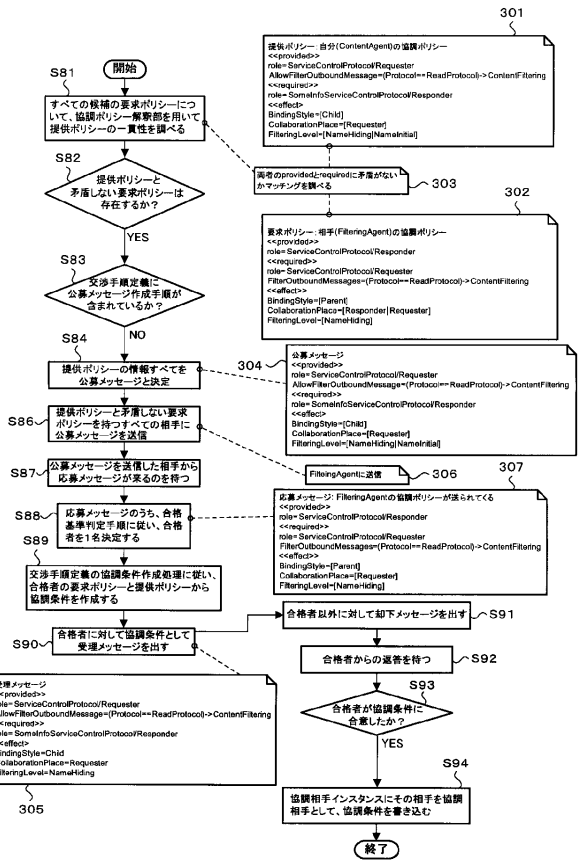 301
開始
S81
すべての候補の要求ポリシーにつ
いて、協調ポリシー解釈部を用いて
提供ポリシーの一貫性を調べる
提供ポリシー：自分(ContentAgent)の協調ポリシー
<<provided>>
role=ServiceControlProtocol/Requester
AllowFilterOutboundMessage=(Protocol==ReadProtocol)->ContentFiltering
<<required>>
role=SomeInfoServiceControlProtocol/Responder
<<effect>>
BindingStyle=[Child]
CollaborationPlace=[Requester]
FilteringLevel=[NameHiding|NameInitial]
S82
提供ポリシーと
矛盾しない要求ポリシーは
存在するか？
YES
両者のprovidedとrequiredに矛盾がない
かマッチングを調べる
303
302
要求ポリシー：相手(FilteringAgent)の協調ポリシー
<<provided>>
role=ServiceControlProtocol/Responder
<<required>>
role=ServiceControlProtocol/Requester
FilterOutboundMessages=(Protocol==ReadProtocol)->ContentFiltering
<<effect>>
BindingStyle=[Parent]
CollaborationPlace=[Responder|Requester]
FilteringLevel=[NameHiding]
S83
交渉手順定義に
公募メッセージ作成手順が
含まれているか？
NO
S84
提供ポリシーの情報すべてを
公募メッセージと決定
304
公募メッセージ
<<provided>>
role=ServiceControlProtocol/Requester
AllowFilterOutboundMessage=(Protocol==ReadProtocol)->ContentFiltering
<<required>>
role=SomeInfoServiceControlProtocol/Responder
<<effect>>
BindingStyle=[Child]
CollaborationPlace=[Requester]
FilteringLevel=[NameHiding|NameInitial]
S86
提供ポリシーと矛盾しない要求
ポリシーを持つすべての相手に
公募メッセージを送信
FilteingAgentに送信
306
S87
公募メッセージを送信した相手から
応募メッセージが来るのを待つ
307
応募メッセージ：FilteringAgentの協調ポリシーが送られてくる
<<provided>>
role=ServiceControlProtocol/Responder
<<required>>
role=ServiceControlProtocol/Requester
FilterOutboundMessages=(Protocol==ReadProtocol)->ContentFiltering
<<effect>>
BindingStyle=[Parent]
CollaborationPlace=[Requester]
FilteringLevel=[NameHiding]
S88
応募メッセージのうち、合格
基準判定手順に従い、合格
者を1名決定する
S89
交渉手順定義の協調条件作成処理に従い、
合格者の要求ポリシーと提供ポリシーから
協調条件を作成する
S90
合格者に対して協調条件として
受理メッセージを出す
受理メッセージ
<provided>>
ole=ServiceControlProtocol/Requester
AllowFilterOutboundMessage=(Protocol==ReadProtocol)->ContentFiltering
<required>>
ole=SomeInfoServiceControlProtocol/Responder
<effect>
indingStyle=Child
ollaborationPlace=Requester
ilteringLevel=NameHiding
305
合格者以外に対して却下メッセージを出す
S91
合格者からの返答を待つ
S92
S93
合格者が協調条件に
合意したか？
YES
S94
協調相手インスタンスにその相手を協調
相手として、協調条件を書き込む
終了